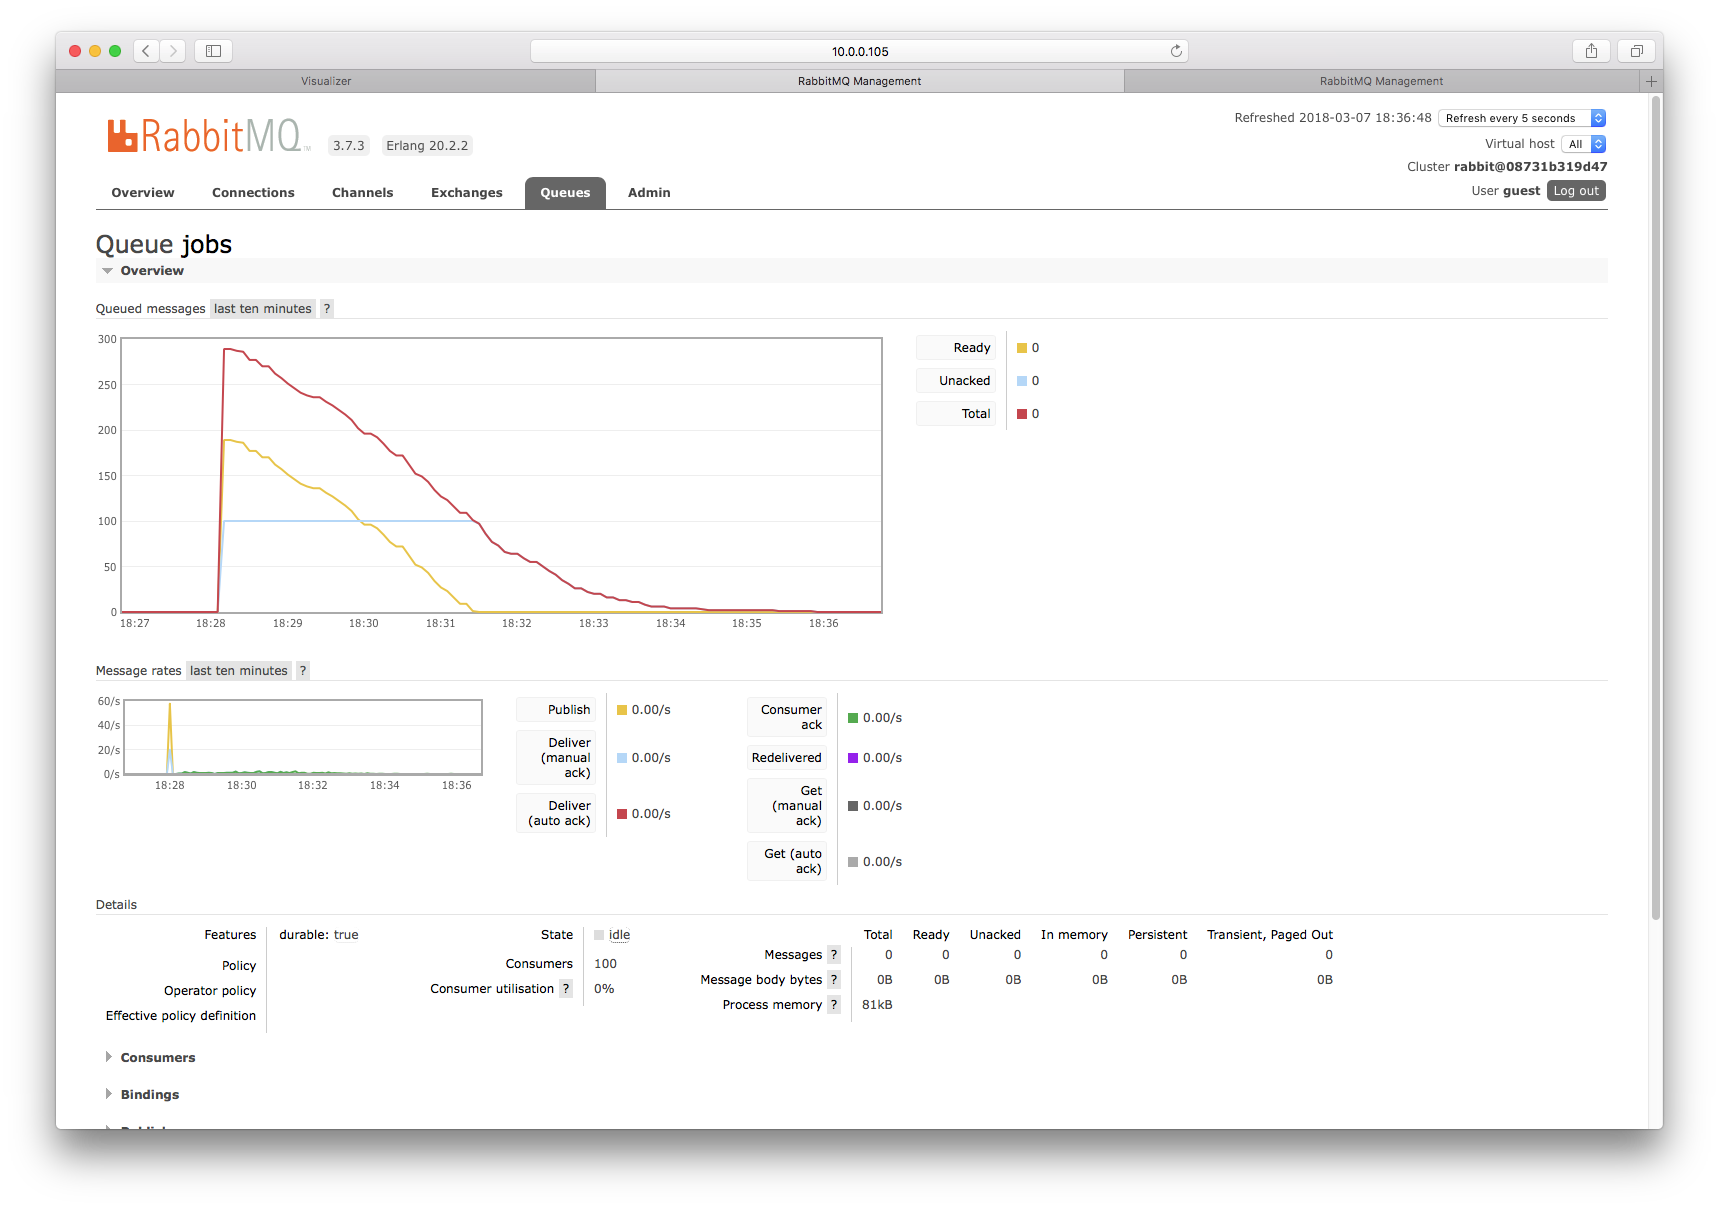 10.0.0.105
Visualizer
RabbitMQ Management
RabbitMQ Management
RabbitMQ
TM
3.7.3
Erlang 20.2.2
Refreshed 2018-03-07 18:36:48
Refresh every 5 seconds
Virtual host All
Cluster rabbit@08731b319d47
User guest Log out
Overview Connections Channels Exchanges Queues Admin
Queue jobs
Overview
Queued messages last ten minutes ?
300
250
200
150
100
50
0
18:27 18:28 18:29 18:30 18:31 18:32 18:33 18:34 18:35 18:36
Ready 0
Unacked 0
Total 0
Message rates last ten minutes ?
60/s
40/s
20/s
0/s
18:28 18:30 18:32 18:34 18:36
Publish 0.00/s
Deliver
(manual 0.00/s
ack)
Deliver
(auto ack) 0.00/s
Consumer
ack 0.00/s
Redelivered 0.00/s
Get
(manual 0.00/s
ack)
Get (auto
ack) 0.00/s
Details
Features durable: true
Policy
Operator policy
Effective policy definition
State idle
Consumers 100
Consumer utilisation ? 0%
Total Ready Unacked In memory Persistent Transient, Paged Out
Messages ? 0 0 0 0 0 0
Message body bytes ? 0B 0B 0B 0B 0B 0B
Process memory ? 81kB
Consumers
Bindings